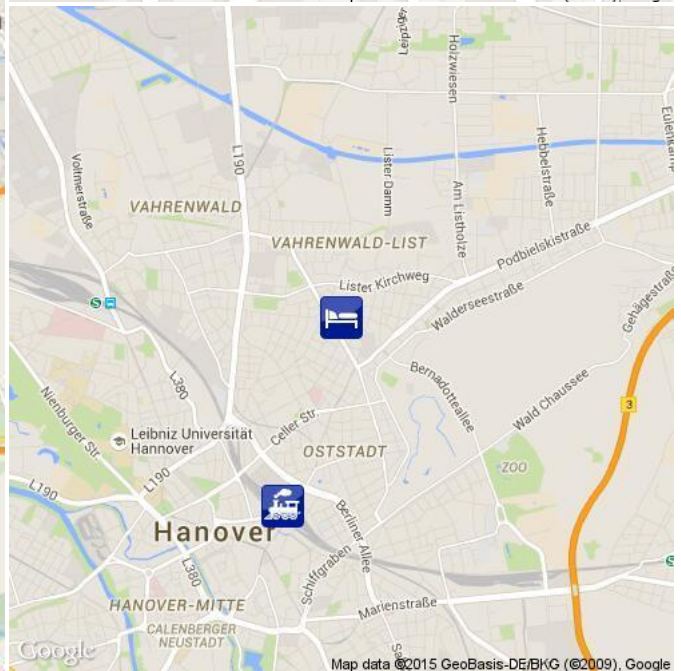 Leipziger
Holzwiesen
Eulenkamp
L190
Hebbelstraße
Voltmerstraße
Lister Damm
Am Listholze
VAHRENWALD
VAHRENWALD-LIST
Podbielskistraße
Lister Kirchweg
Gehägestraße
Walderseestraße
S
L380
Bernadotteallee
Wald Chaussee
3
Nienburger Str.
Celler Str
Leibniz Universität
Hannover
OSTSTADT
ZOO
L190
L190
Hanover
Berliner Allee
Schiffgraben
L380
S
HANOVER-MITTE
Marienstraße
CALENBERGER
NEUSTADT
Google
Map data ©2015 GeoBasis-DE/BKG (©2009), Google